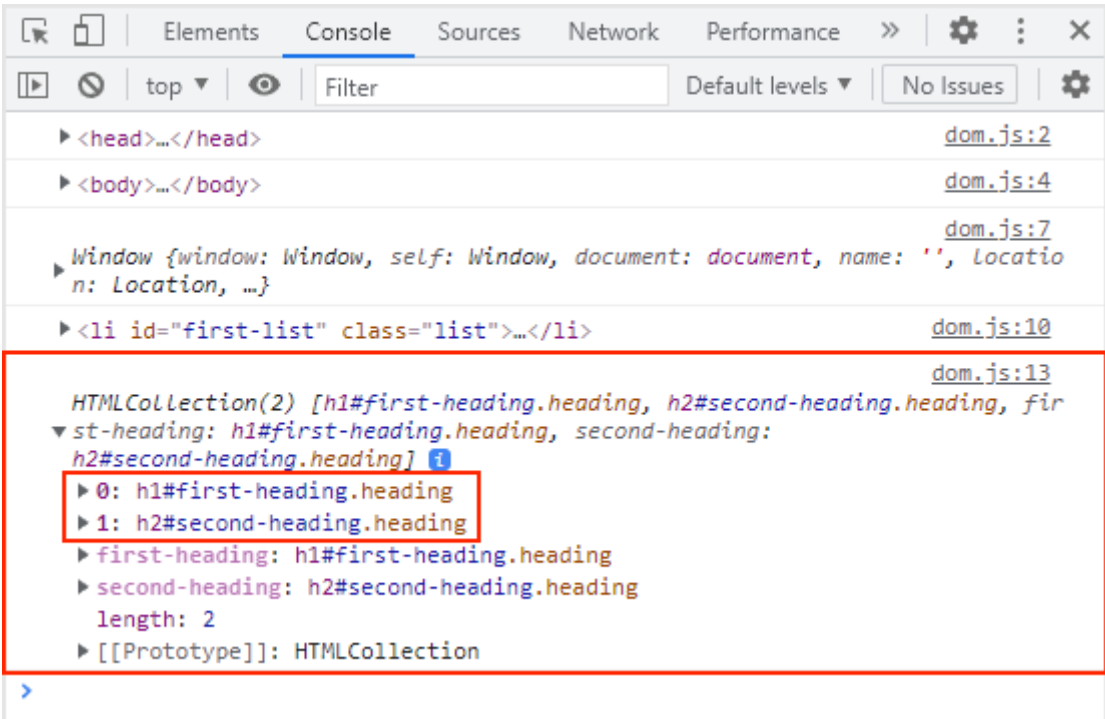 Elements Console Sources Network Performance »
top ▼ Filter Default levels ▼ No Issues
▶<head>…</head> dom.js:2
▶<body>…</body> dom.js:4
dom.js:7
Window {window: Window, self: Window, document: document, name: '', Locatio
▶n: Location, …}
▶<li id="first-list" class="list">…</li> dom.js:10
dom.js:13
HTMLCollection(2) [h1#first-heading.heading, h2#second-heading.heading, fir
▼st-heading: h1#first-heading.heading, second-heading:
h2#second-heading.heading] i
▶0: h1#first-heading.heading
▶1: h2#second-heading.heading
▶first-heading: h1#first-heading.heading
▶second-heading: h2#second-heading.heading
length: 2
▶[[Prototype]]: HTMLCollection
>